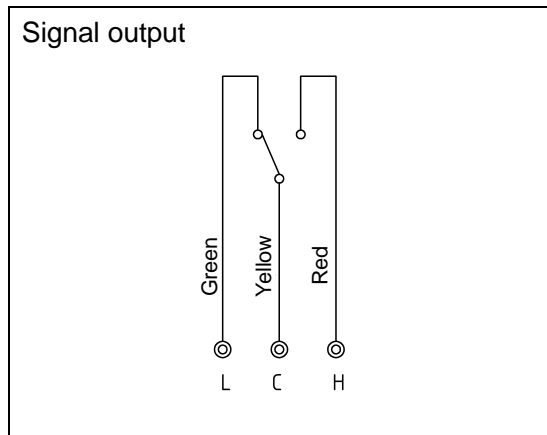 Signal output
Green
Yellow
Red
L
C
H